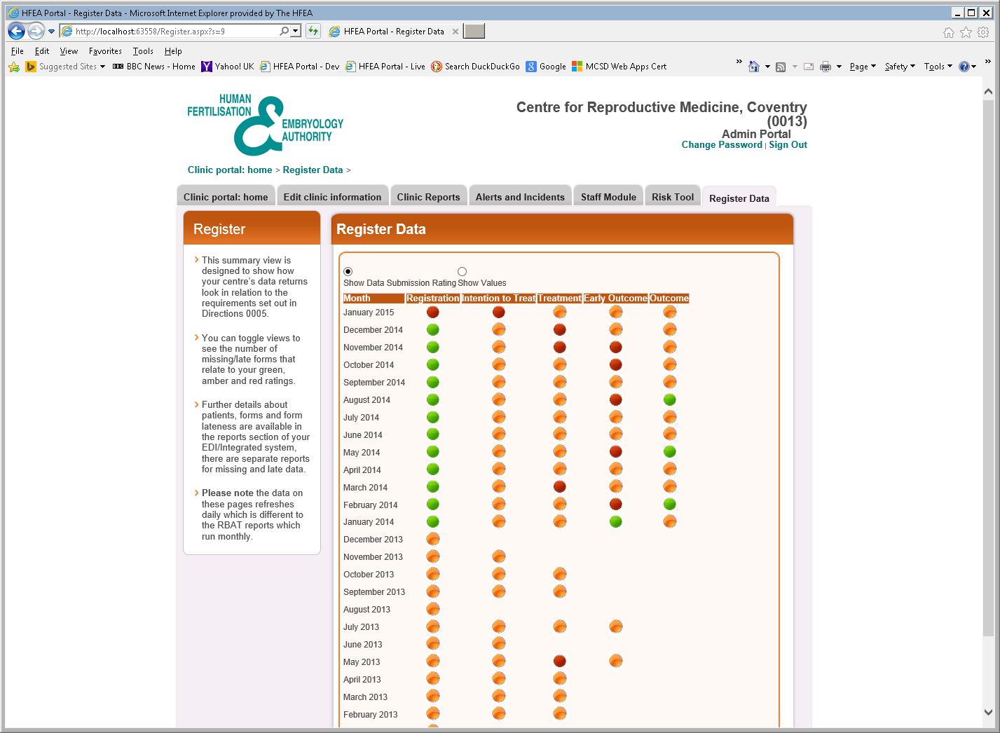 HFEA Portal - Register Data - Microsoft Internet Explorer provided by The HFEA
http://localhost:63558/Register.aspx?s=9
HFEA Portal - Register Data
File Edit View Favorites Tools Help
Suggested Sites BBC News - Home Yahoo! UK HFEA Portal - Dev HFEA Portal - Live Search DuckDuckGo Google MCSD Web Apps Cert
Page Safety Tools
HUMAN
FERTILISATION
&
EMBRYOLOGY
AUTHORITY
Centre for Reproductive Medicine, Coventry
(0013)
Admin Portal
Change Password | Sign Out
Clinic portal: home > Register Data >
Clinic portal: home Edit clinic information Clinic Reports Alerts and Incidents Staff Module Risk Tool Register Data
Register
This summary view is
designed to show how
your centre's data returns
look in relation to the
requirements set out in
Directions 0005.
You can toggle views to
see the number of
missing/late forms that
relate to your green,
amber and red ratings.
Further details about
patients, forms and form
lateness are available in
the reports section of your
EDI/Integrated system,
there are separate reports
for missing and late data.
Please note the data on
these pages refreshes
daily which is different to
the RBAT reports which
run monthly.
Register Data
Show Data Submission Rating Show Values
Month Registration Intention to Treat Treatment Early Outcome Outcome
January 2015
December 2014
November 2014
October 2014
September 2014
August 2014
July 2014
June 2014
May 2014
April 2014
March 2014
February 2014
January 2014
December 2013
November 2013
October 2013
September 2013
August 2013
July 2013
June 2013
May 2013
April 2013
March 2013
February 2013